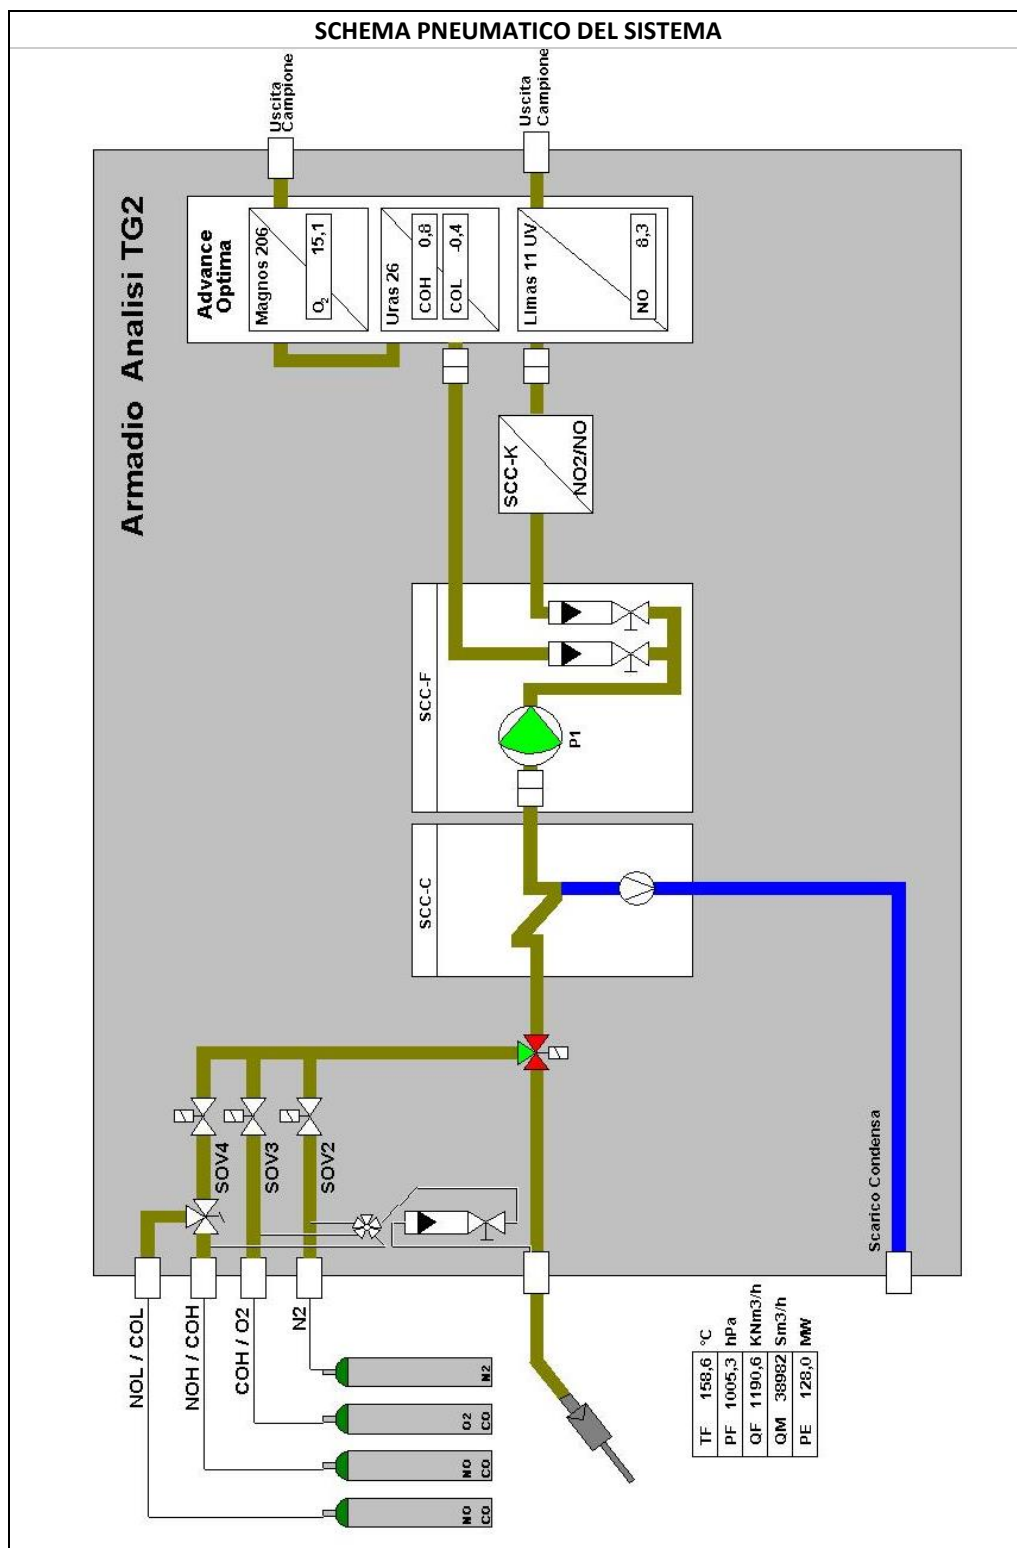 SCHEMA PNEUMATICO DEL SISTEMA
Armadio Analisi TG2
Uscita
Campione
Uscita
Campione
Advance
Optima
Magnos 206
O2 15,1
Uras 26
COH 0,8
COL -0,4
Limas 11 UV
NO 8,3
SCC-K
NO2/NO
SCC-F
P1
SCC-C
SOV4
SOV3
SOV2
NOL / COL
NOH / COH
COH / O2
N2
Scarico Condensa
NO
CO
NO
CO
O2
CO
N2
TF 158,6 °C
PF 1005,3 hPa
QF 1190,6 KNm3/h
QM 38982 Sm3/h
PE 128,0 MW